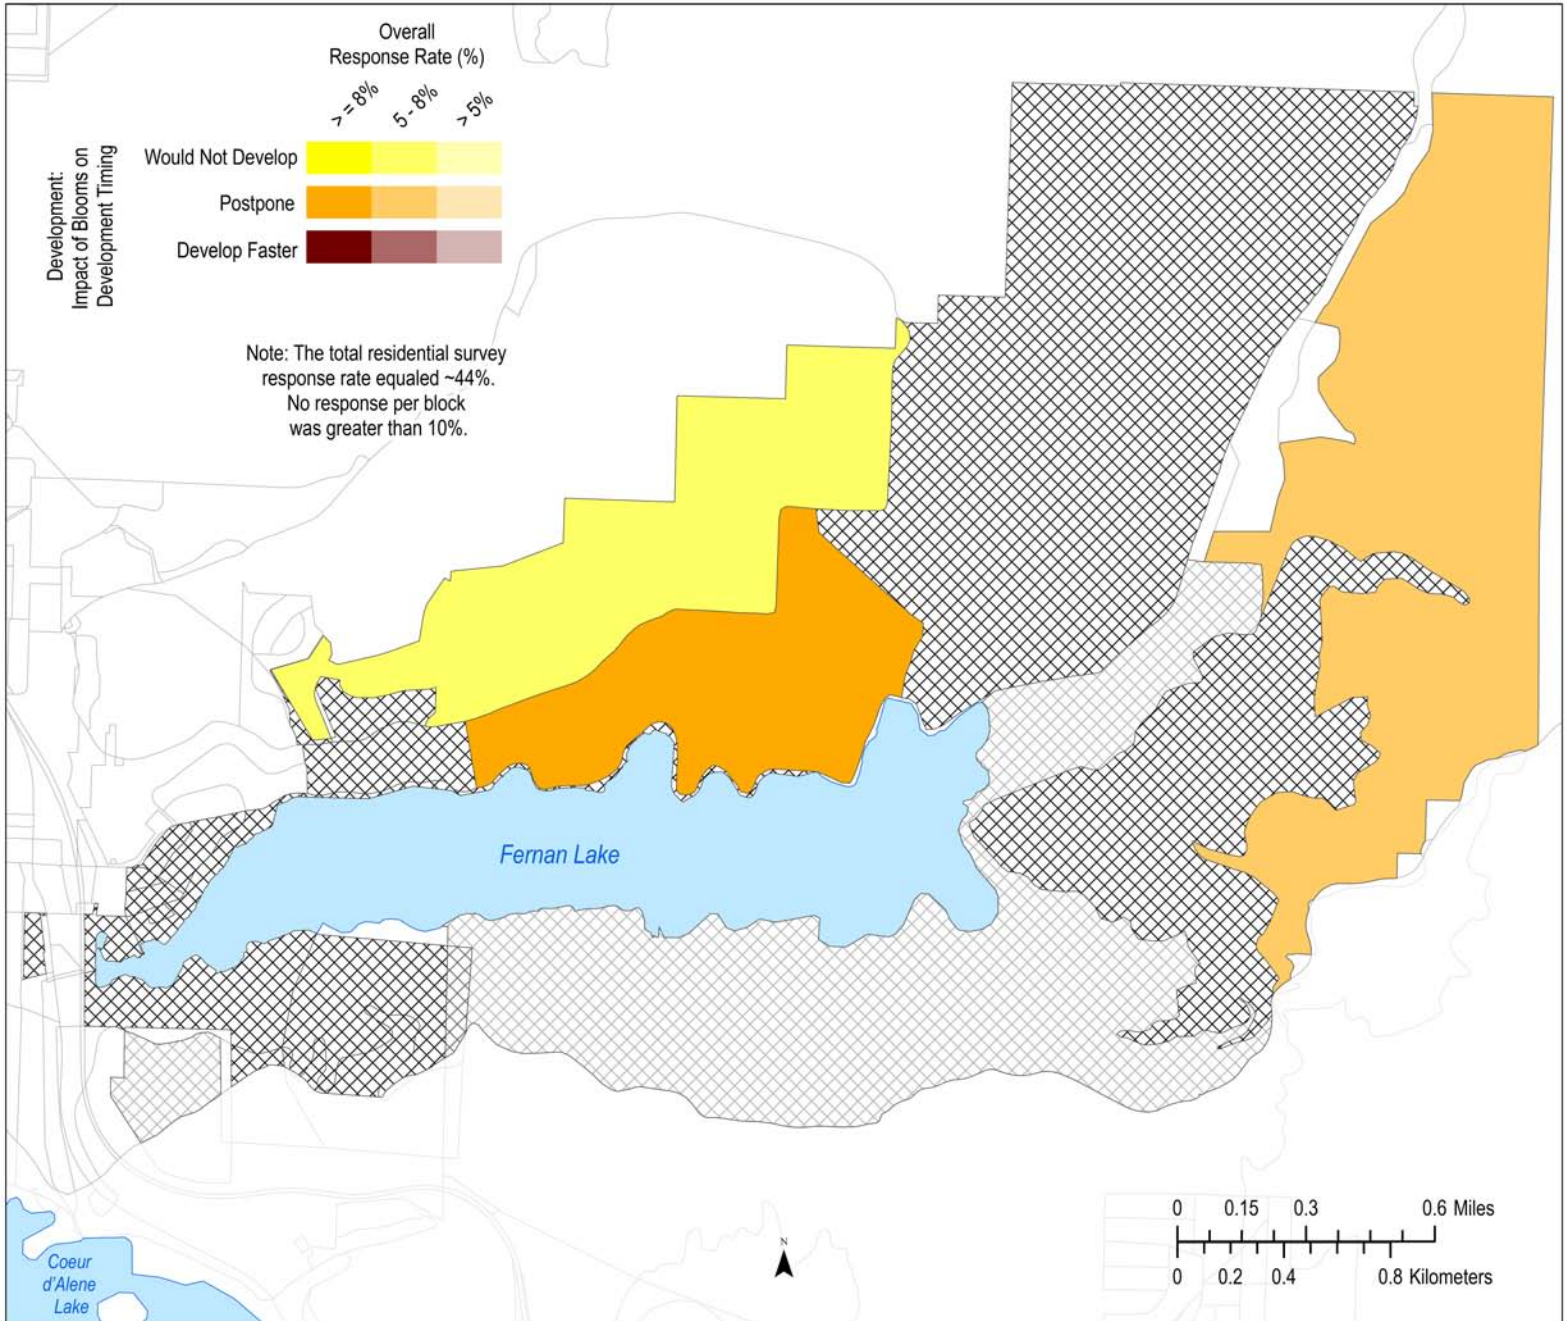 Overall
Response Rate (%)
> = 8%
5 - 8%
> 5%
Development:
Impact of Blooms on
Development Timing
Would Not Develop
Postpone
Develop Faster
Note: The total residential survey
response rate equaled ~44%.
No response per block
was greater than 10%.
Fernan Lake
Coeur
d'Alene
Lake
N
0 0.15 0.3 0.6 Miles
0 0.2 0.4 0.8 Kilometers